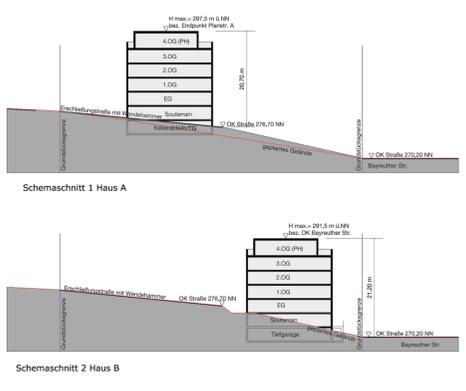 H max.= 297,5 m ü.NN
bez. Endpunkt Planstr. A
4.OG (PH)
3.OG
2.OG
1.OG
EG
Souterrain
Kellerabteile/TG
20,70 m
Erschließungstraße mit Wendehammer
OK Straße 276,70 NN
geplantes Gelände
Grundstücksgrenze
Grundstücksgrenze
OK Straße 270,20 NN
Bayreuther Str.
Schemaschnitt 1 Haus A
H max.= 291,5 m ü.NN
bez. OK Bayreuther Str.
4.OG (PH)
3.OG
2.OG
1.OG
EG
Souterrain
Tiefgarage
21,20 m
Erschließungstraße mit Wendehammer
OK Straße 276,70 NN
geplantes Gelände
Grundstücksgrenze
Grundstücksgrenze
OK Straße 270,20 NN
Bayreuther Str.
Schemaschnitt 2 Haus B